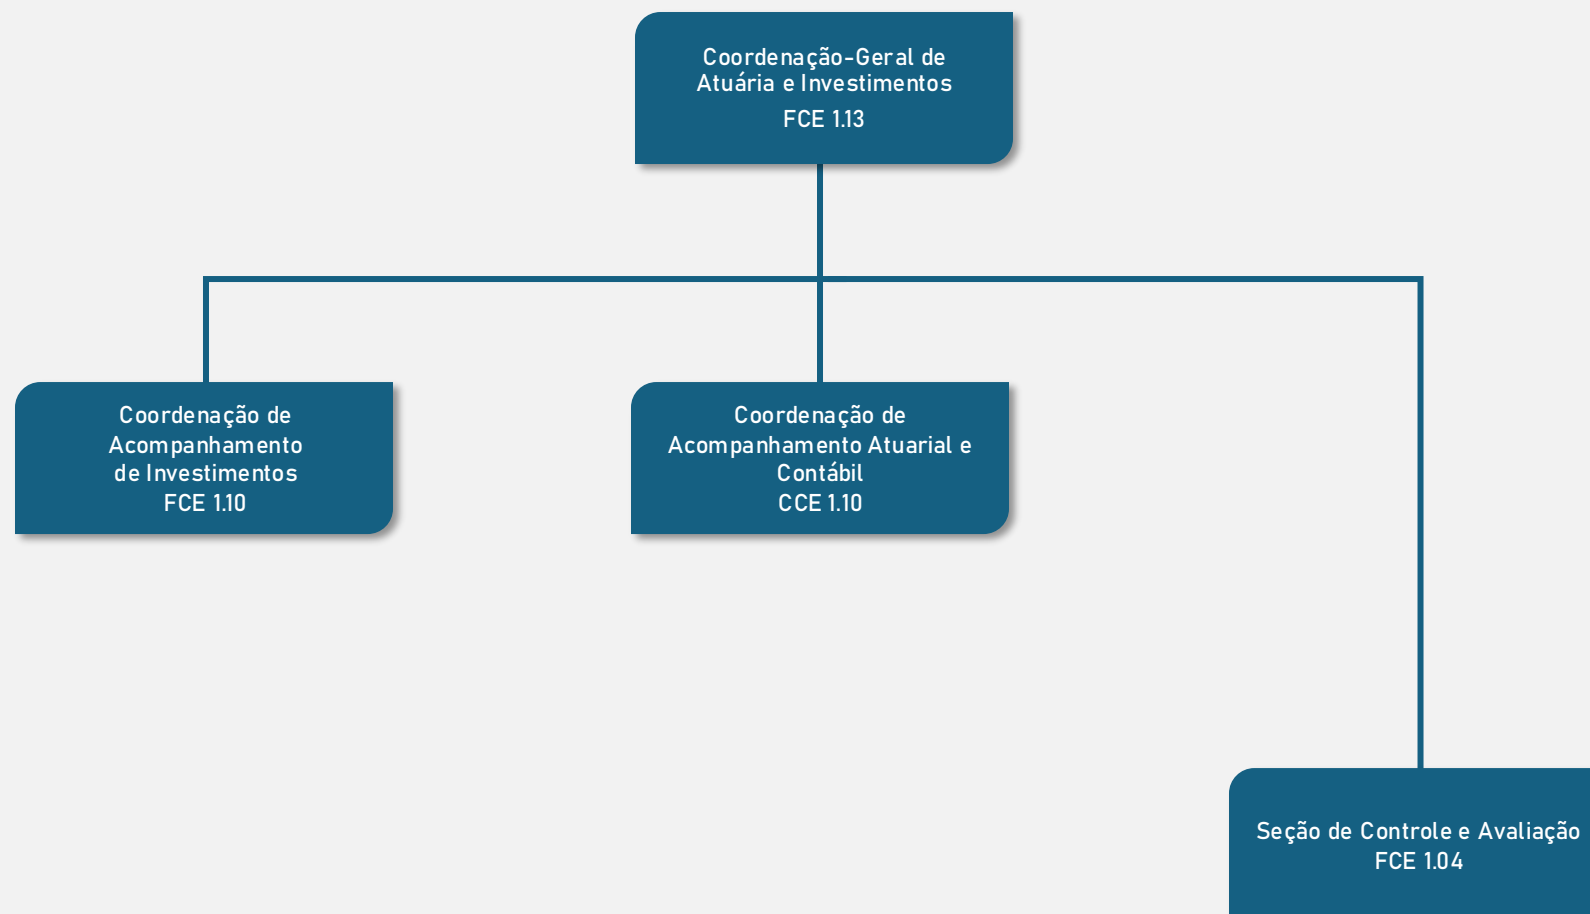 Coordenação-Geral de
Atuária e Investimentos
FCE 1.13
Coordenação de
Acompanhamento
de Investimentos
FCE 1.10
Coordenação de
Acompanhamento Atuarial e
Contábil
CCE 1.10
Seção de Controle e Avaliação
FCE 1.04